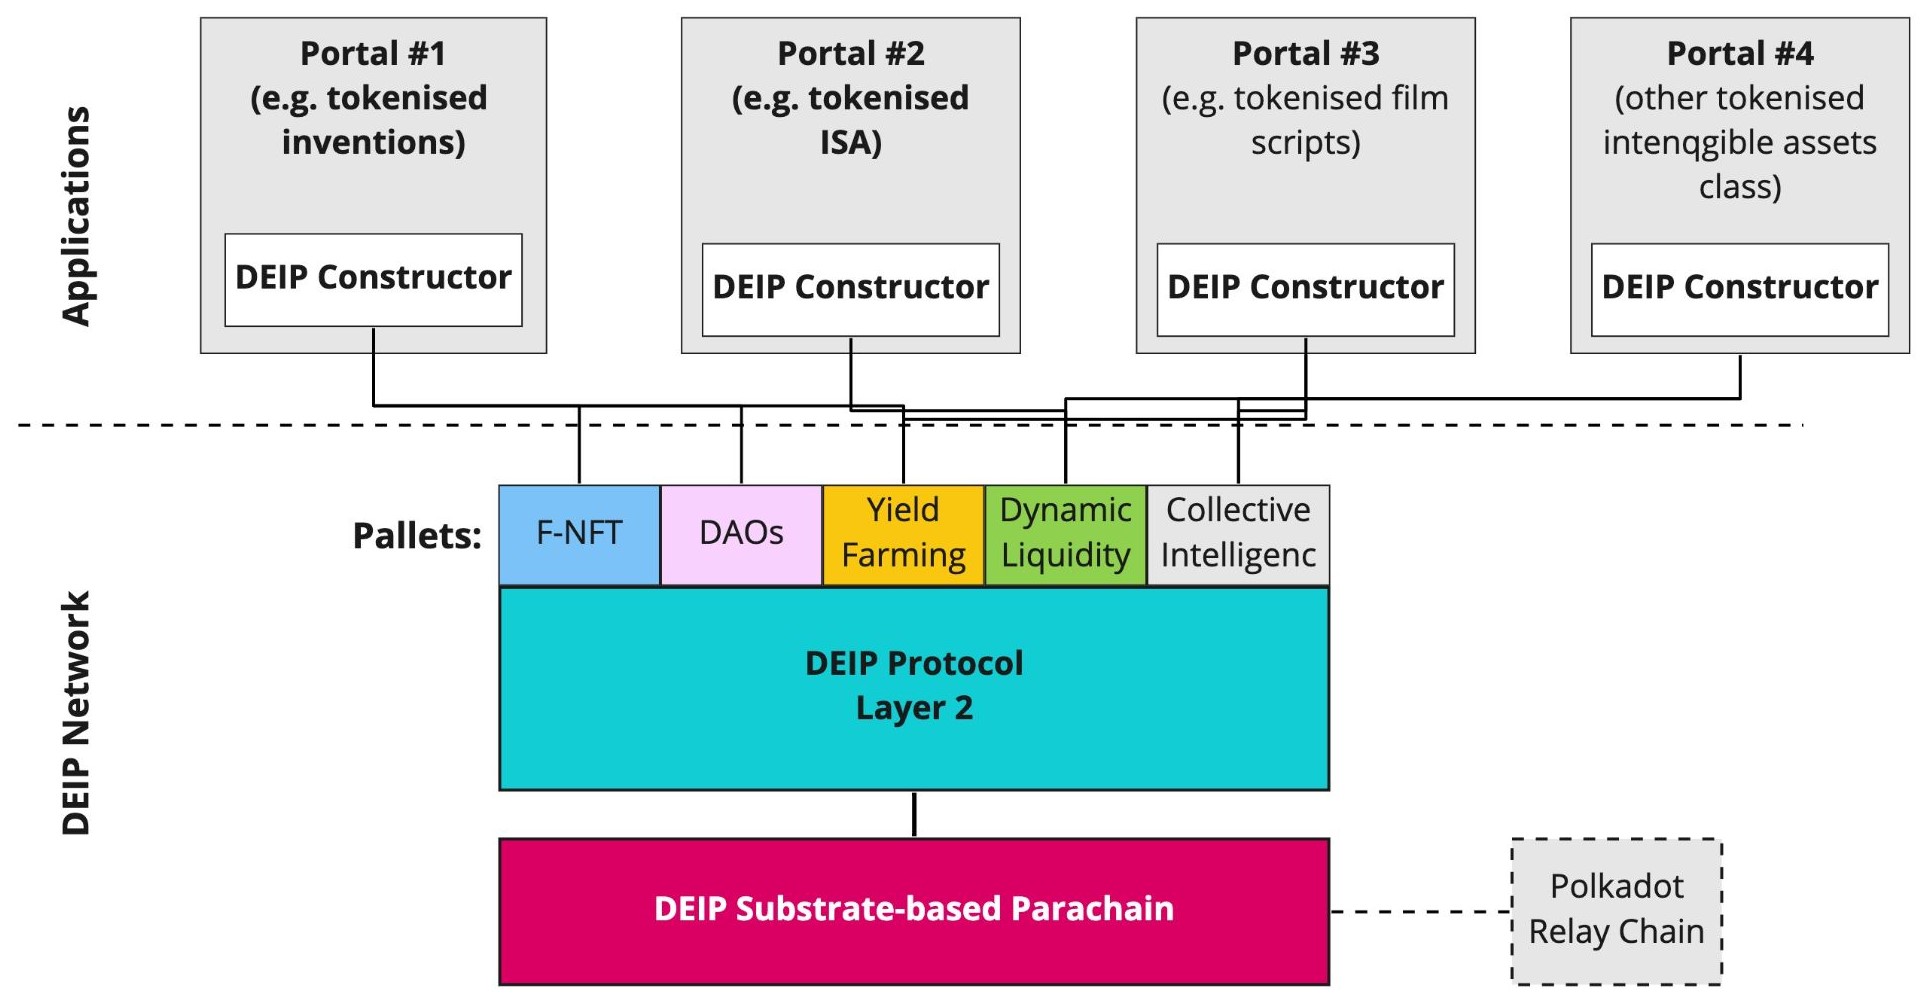 Applications
Portal #1
(e.g. tokenised
inventions)
DEIP Constructor
Portal #2
(e.g. tokenised
ISA)
DEIP Constructor
Portal #3
(e.g. tokenised film
scripts)
DEIP Constructor
Portal #4
(other tokenised
intenqgible assets
class)
DEIP Constructor
DEIP Network
Pallets:
F-NFT
DAOs
Yield
Farming
Dynamic
Liquidity
Collective
Intelligenc
DEIP Protocol
Layer 2
DEIP Substrate-based Parachain
Polkadot
Relay Chain